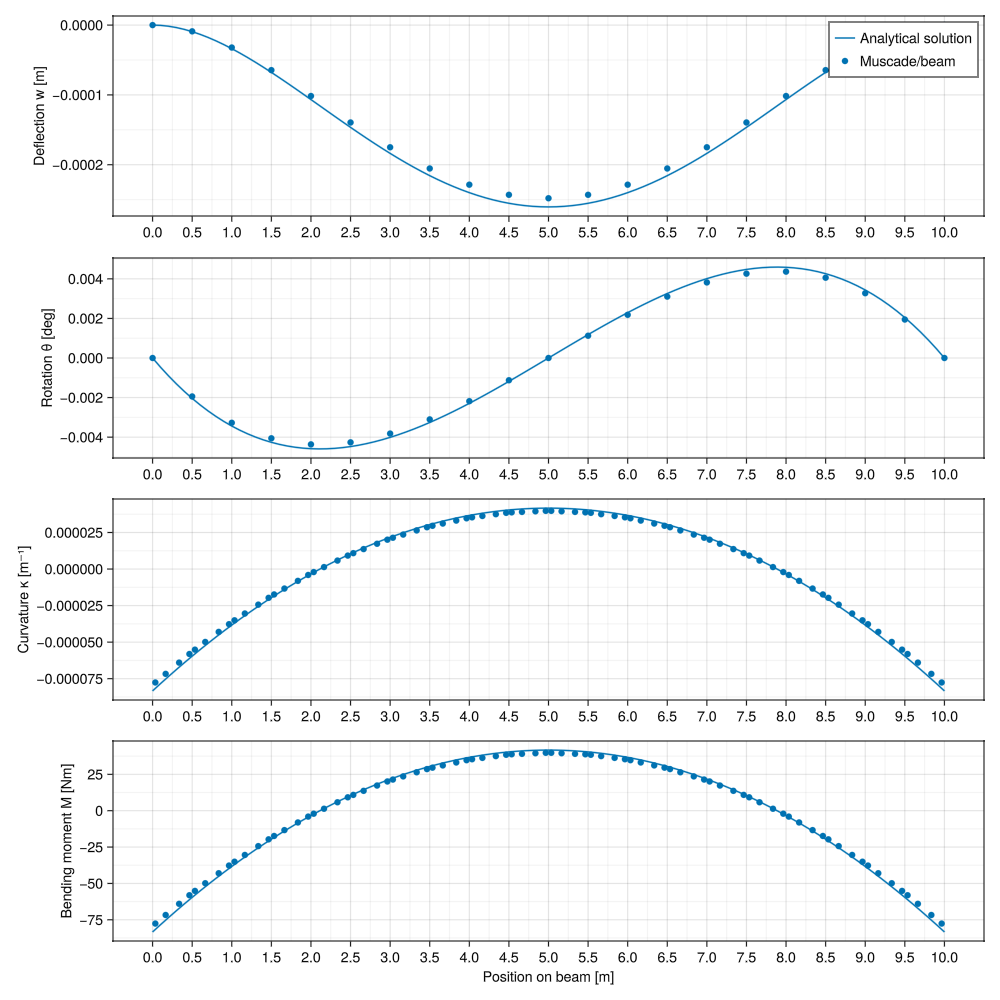 Analytical solution
Muscade/beam
Deflection w [m]
0.0000
−0.0001
−0.0002
0.0 0.5 1.0 1.5 2.0 2.5 3.0 3.5 4.0 4.5 5.0 5.5 6.0 6.5 7.0 7.5 8.0 8.5 9.0 9.5 10.0
Rotation θ [deg]
0.004
0.002
0.000
−0.002
−0.004
0.0 0.5 1.0 1.5 2.0 2.5 3.0 3.5 4.0 4.5 5.0 5.5 6.0 6.5 7.0 7.5 8.0 8.5 9.0 9.5 10.0
Curvature κ [m⁻¹]
0.000025
0.000000
−0.000025
−0.000050
−0.000075
0.0 0.5 1.0 1.5 2.0 2.5 3.0 3.5 4.0 4.5 5.0 5.5 6.0 6.5 7.0 7.5 8.0 8.5 9.0 9.5 10.0
Bending moment M [Nm]
25
0
−25
−50
−75
0.0 0.5 1.0 1.5 2.0 2.5 3.0 3.5 4.0 4.5 5.0 5.5 6.0 6.5 7.0 7.5 8.0 8.5 9.0 9.5 10.0
Position on beam [m]